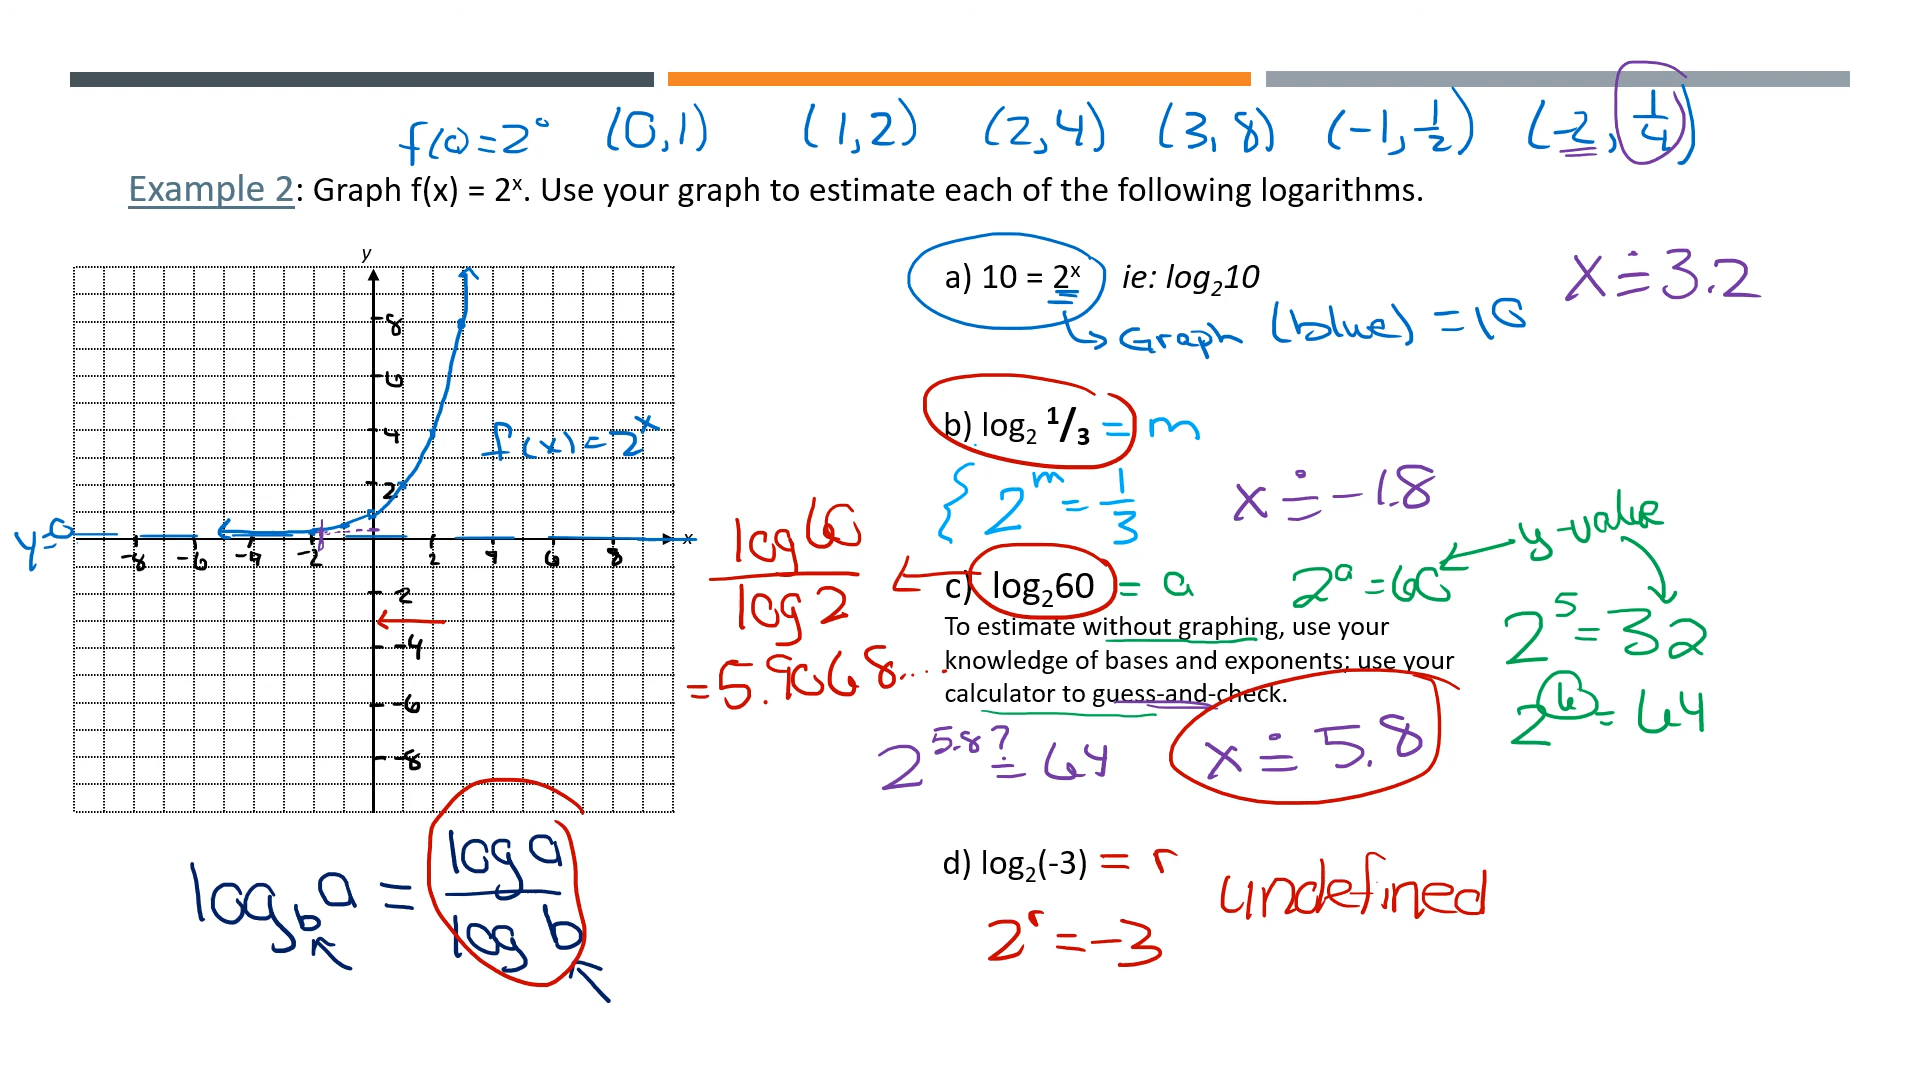 f(0)=2⁰ (0,1) (1,2) (2,4) (3,8) (-1,1/2) (-2,1/4)
Example 2: Graph f(x) = 2ˣ. Use your graph to estimate each of the following logarithms.
y
8
6
4
2
f(x)=2ˣ
y=0
x
-8 -6 -4 -2 2 4 6 8
-2
-4
-6
-8
a) 10 = 2ˣ ie: log₂10
x≐3.2
Graph (blue) = 10
b) log₂ ¹/₃ = m
2ᵐ = 1/3
x≐-1.8
c) log₂60 = a
2ᵃ=60
y-value
2⁵=32
2⁶=64
To estimate without graphing, use your
knowledge of bases and exponents; use your
calculator to guess-and-check.
log60
log2
=5.9068....
2^5.8 ?≐ 64
x≐5.8
log_b a = log a / log b
d) log₂(-3) = r
2ʳ=-3
undefined